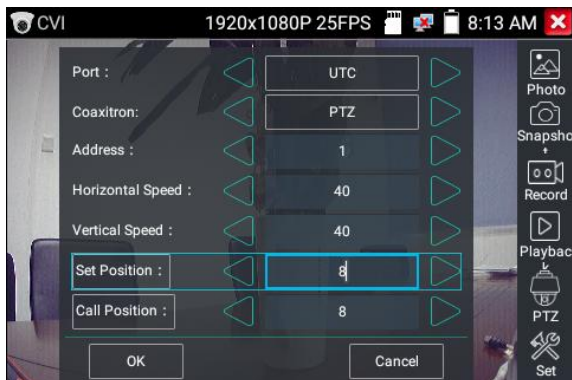 CVI 1920x1080P 25FPS 8:13 AM
Port : UTC
Coaxitron: PTZ
Address : 1
Horizontal Speed : 40
Vertical Speed : 40
Set Position : 8
Call Position : 8
OK Cancel
Photo
Snapsho
t
Record
Playbac
k
PTZ
Set